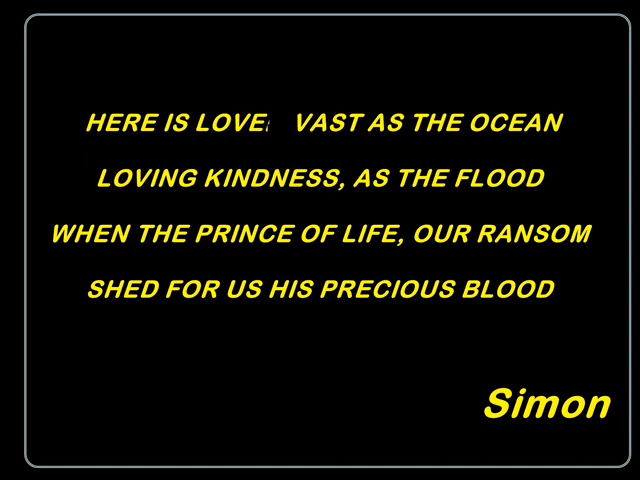 HERE IS LOVE VAST AS THE OCEAN
LOVING KINDNESS, AS THE FLOOD
WHEN THE PRINCE OF LIFE, OUR RANSOM
SHED FOR US HIS PRECIOUS BLOOD
Simon